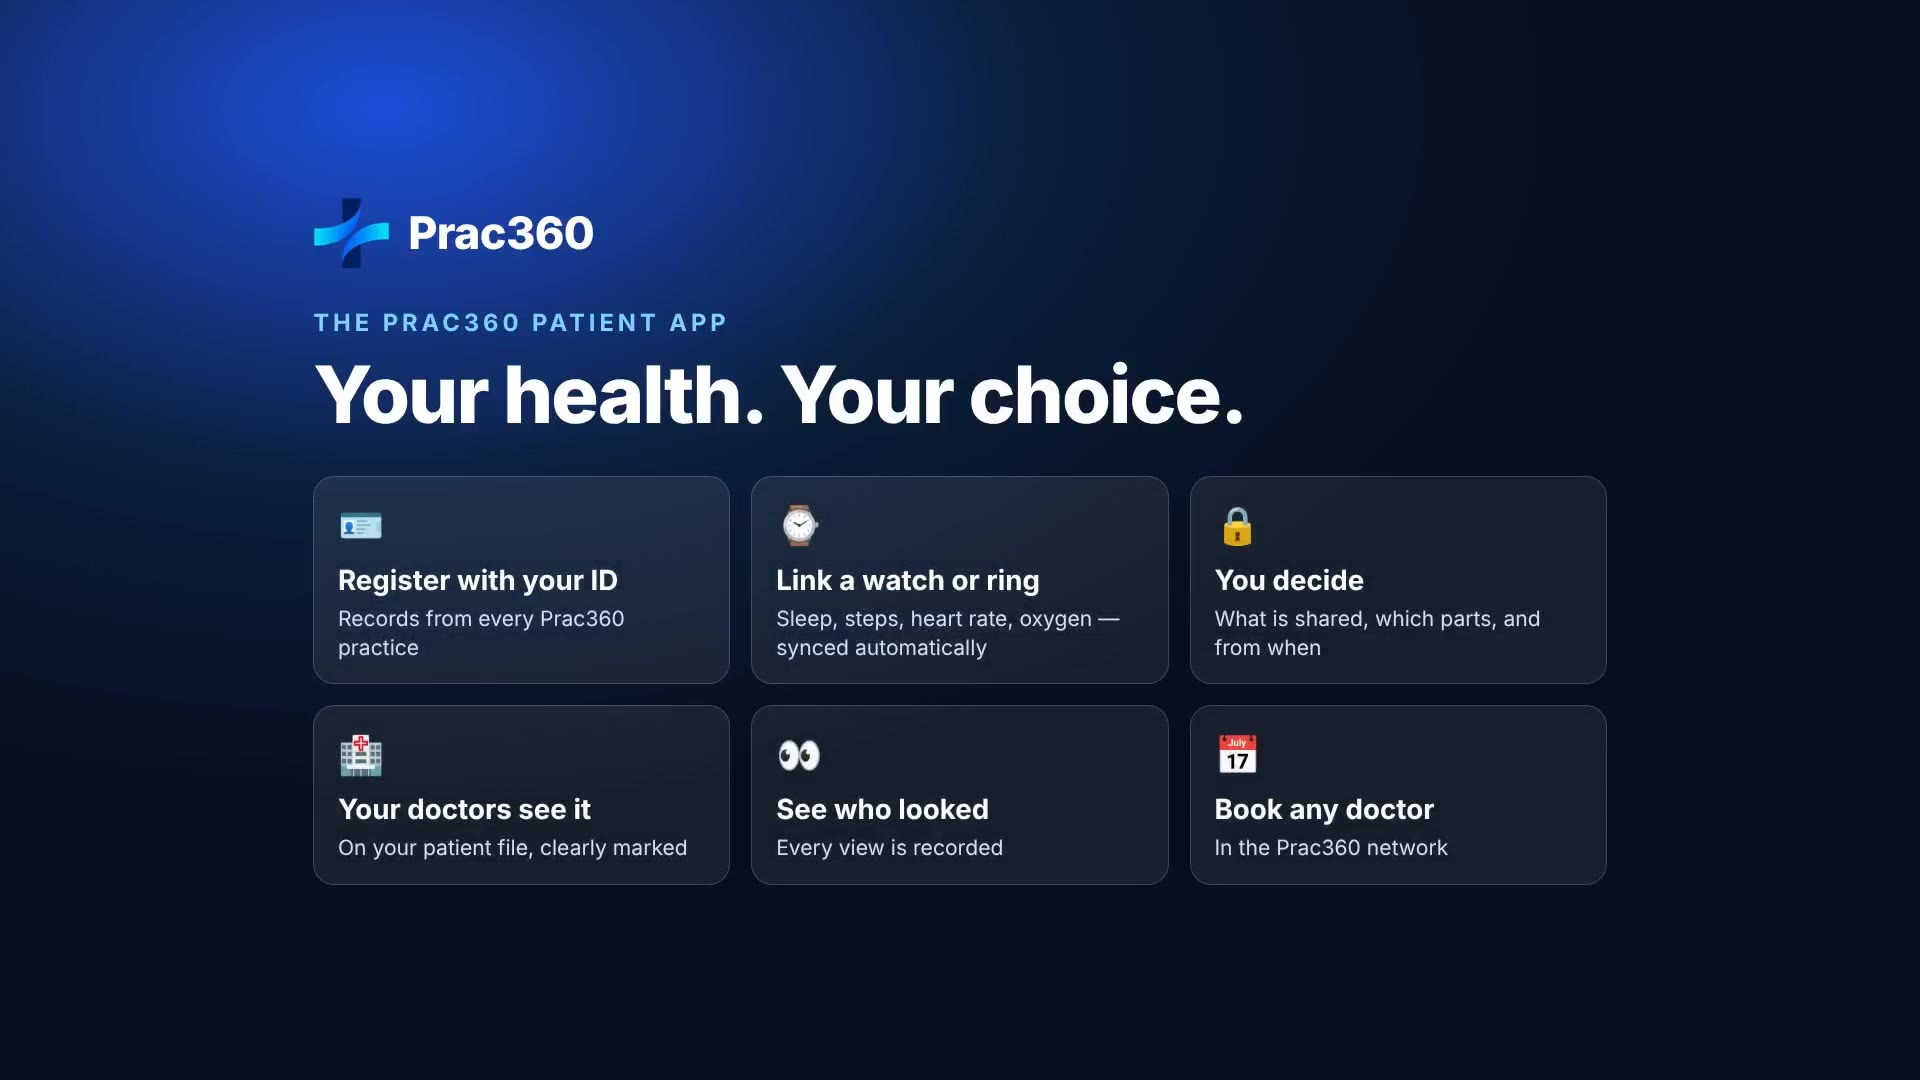 Prac360
THE PRAC360 PATIENT APP
Your health. Your choice.
Register with your ID
Records from every Prac360
practice
Link a watch or ring
Sleep, steps, heart rate, oxygen —
synced automatically
You decide
What is shared, which parts, and
from when
Your doctors see it
On your patient file, clearly marked
See who looked
Every view is recorded
July
17
Book any doctor
In the Prac360 network